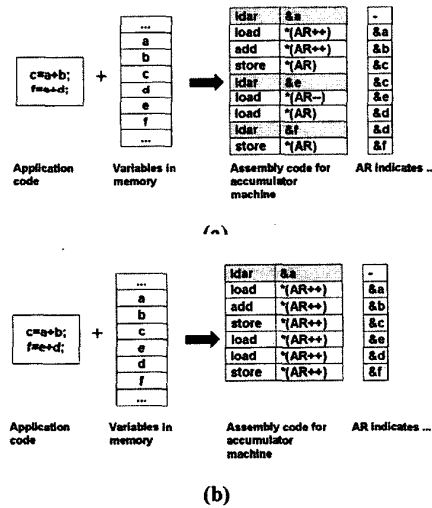 c=a+b;
f=e+d;
+
...
a
b
c
d
e
f
...
ldar &a -
load *(AR++) &a
add *(AR++) &b
store *(AR) &c
ldar &e &c
load *(AR--) &e
load *(AR) &d
ldar &f &d
store *(AR) &f
Application
code
Variables in
memory
Assembly code for
accumulator
machine
AR indicates ...
c=a+b;
f=e+d;
+
...
a
b
c
e
d
f
...
ldar &a -
load *(AR++) &a
add *(AR++) &b
store *(AR++) &c
load *(AR++) &e
load *(AR++) &d
store *(AR++) &f
Application
code
Variables in
memory
Assembly code for
accumulator
machine
AR indicates ...
(b)